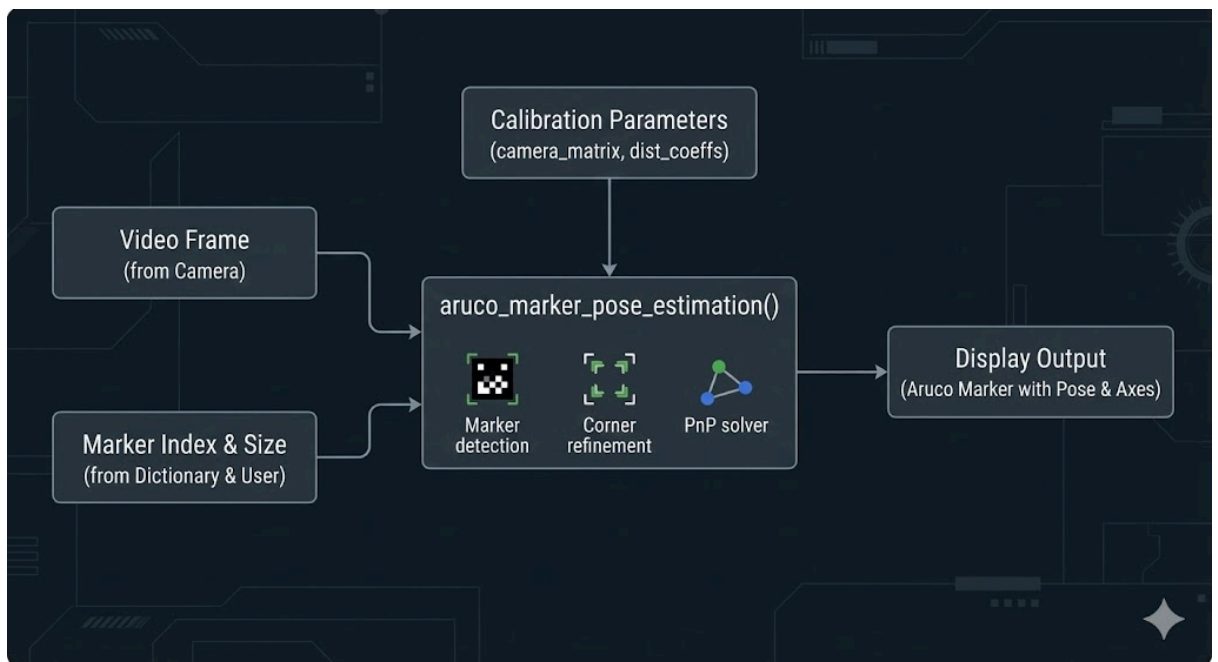 Calibration Parameters
(camera_matrix, dist_coeffs)
Video Frame
(from Camera)
aruco_marker_pose_estimation()
Marker
detection
Corner
refinement
PnP solver
Display Output
(Aruco Marker with Pose & Axes)
Marker Index & Size
(from Dictionary & User)